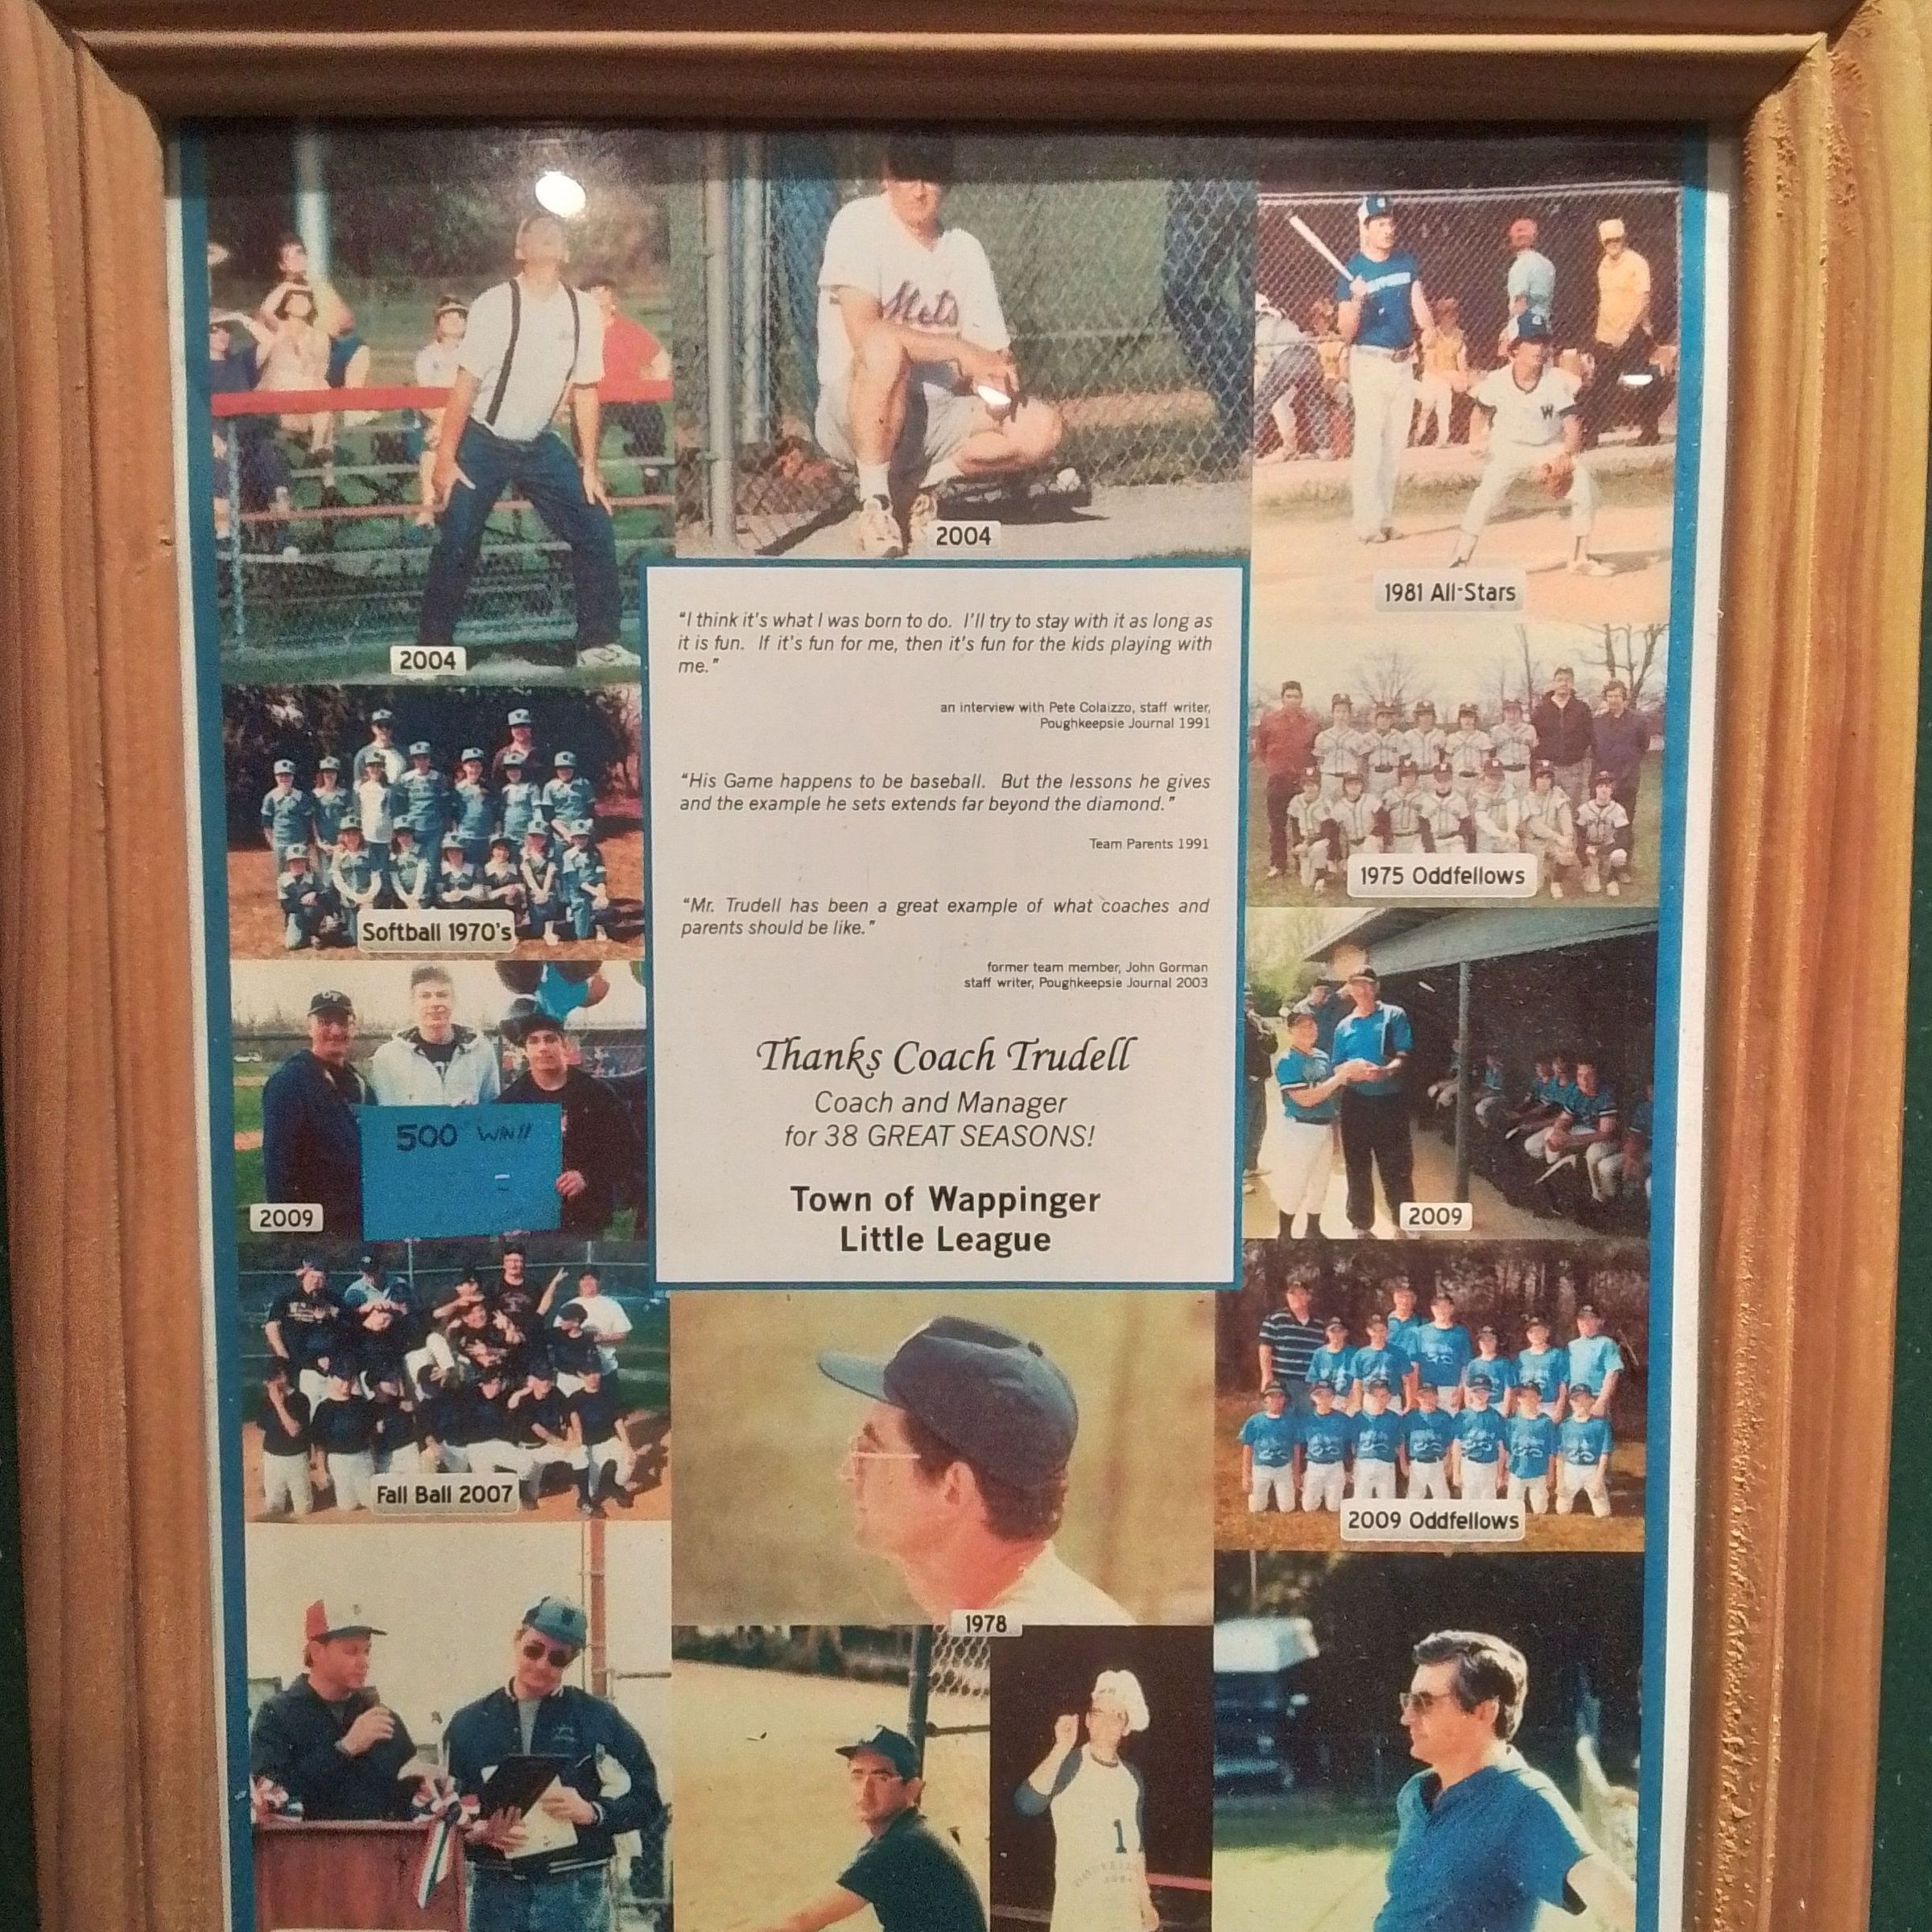 Mets
W
2004
2004
1981 All-Stars
"I think it's what I was born to do. I'll try to stay with it as long as
it is fun. If it's fun for me, then it's fun for the kids playing with
me."
an interview with Pete Colaizzo, staff writer,
Poughkeepsie Journal 1991
"His Game happens to be baseball. But the lessons he gives
and the example he sets extends far beyond the diamond."
Team Parents 1991
"Mr. Trudell has been a great example of what coaches and
parents should be like."
former team member, John Gorman
staff writer, Poughkeepsie Journal 2003
Thanks Coach Trudell
Coach and Manager
for 38 GREAT SEASONS!
Town of Wappinger
Little League
Softball 1970's
1975 Oddfellows
500 WIN!!
2009
2009
Fall Ball 2007
2009 Oddfellows
1978
1